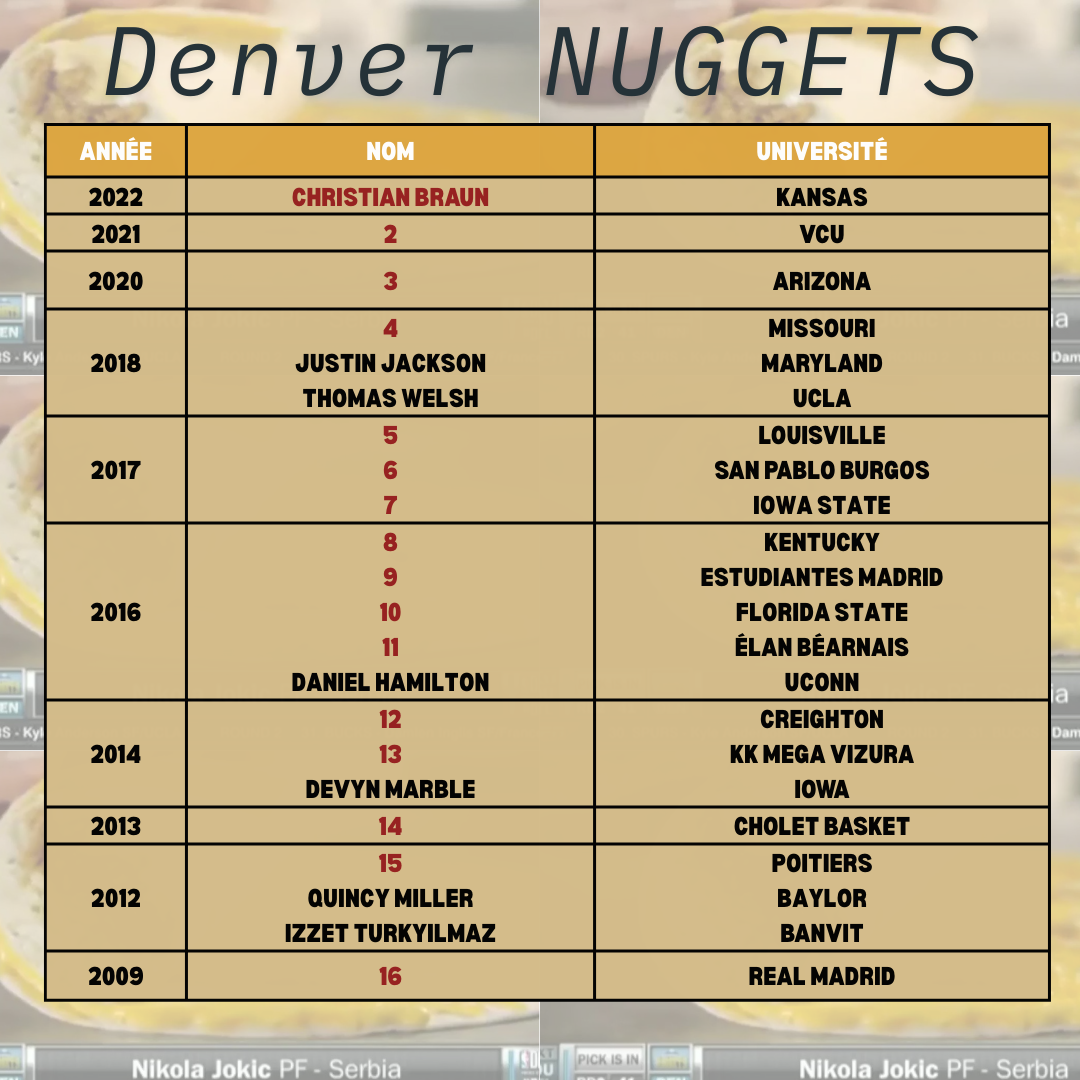 Denver NUGGETS
ANNÉE NOM UNIVERSITÉ
2022 CHRISTIAN BRAUN KANSAS
2021 2 VCU
2020 3 ARIZONA
4 MISSOURI
2018 JUSTIN JACKSON MARYLAND
THOMAS WELSH UCLA
5 LOUISVILLE
2017 6 SAN PABLO BURGOS
7 IOWA STATE
8 KENTUCKY
9 ESTUDIANTES MADRID
2016 10 FLORIDA STATE
11 ÉLAN BÉARNAIS
DANIEL HAMILTON UCONN
12 CREIGHTON
2014 13 KK MEGA VIZURA
DEVYN MARBLE IOWA
2013 14 CHOLET BASKET
15 POITIERS
2012 QUINCY MILLER BAYLOR
IZZET TURKYILMAZ BANVIT
2009 16 REAL MADRID
PICK IS IN
Nikola Jokic PF - Serbia
Nikola Jokic PF - Serbia